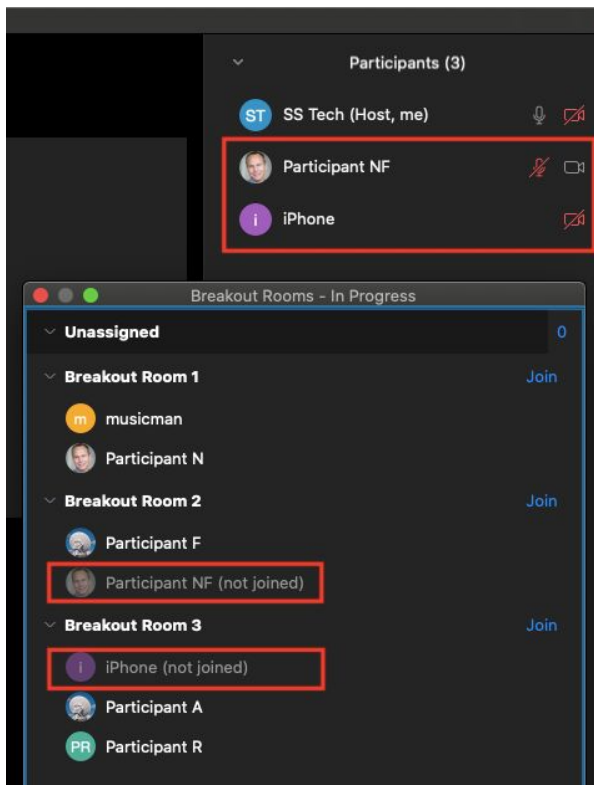 Participants (3)
ST SS Tech (Host, me)
Participant NF
i iPhone
Breakout Rooms - In Progress
Unassigned 0
Breakout Room 1 Join
m musicman
Participant N
Breakout Room 2 Join
Participant F
Participant NF (not joined)
Breakout Room 3 Join
i iPhone (not joined)
Participant A
PR Participant R